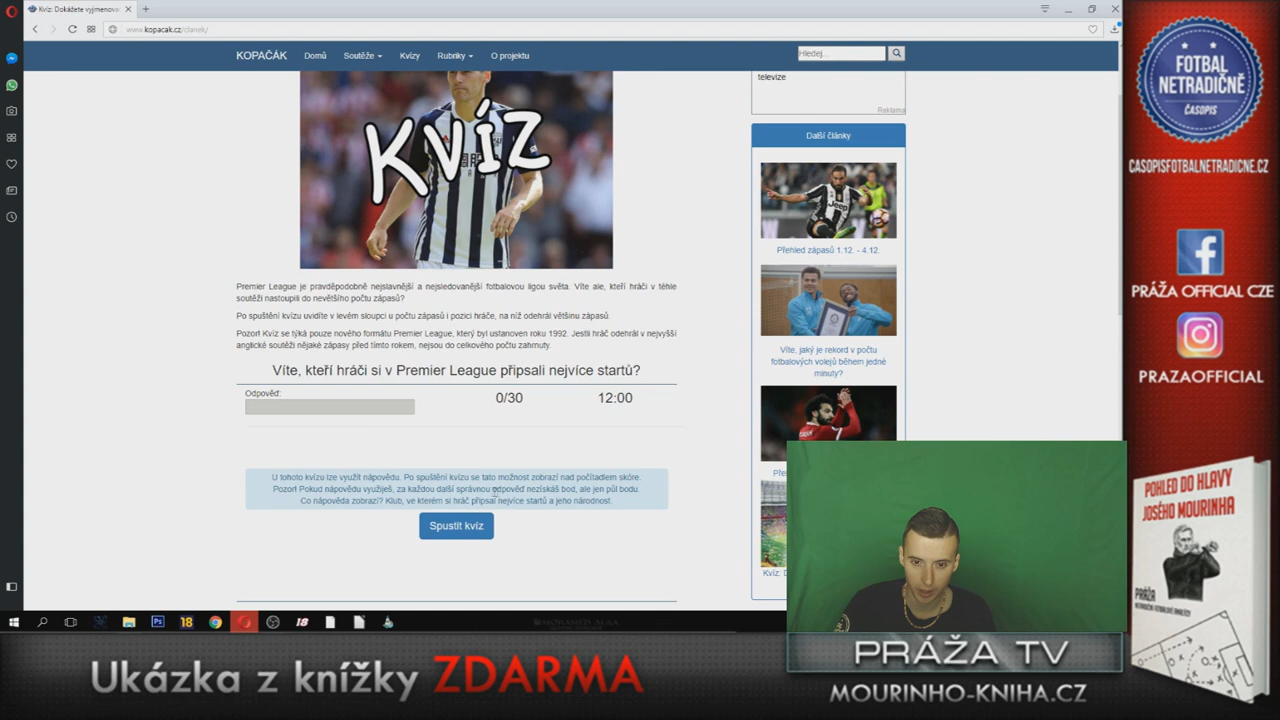 Kvíz: Dokážete vyjmenova
www.kopacak.cz/clanek/
KOPAČÁK
Domů
Soutěže
Kvízy
Rubriky
O projektu
Hledej...
KVÍZ
televize
Reklama
Další články
Přehled zápasů 1.12. - 4.12.
Víte, jaký je rekord v počtu
fotbalových volejů během jedné
minuty?
Premier League je pravděpodobně nejslavnější a nejsledovanější fotbalovou ligou světa. Víte ale, kteří hráči v téhle
soutěži nastoupili do nevětšího počtu zápasů?
Po spuštění kvízu uvidíte v levém sloupci u počtu zápasů i pozici hráče, na níž odehrál většinu zápasů.
Pozor! Kvíz se týká pouze nového formátu Premier League, který byl ustanoven roku 1992. Jestli hráč odehrál v nejvyšší
anglické soutěži nějaké zápasy před tímto rokem, nejsou do celkového počtu zahrnuty.
Víte, kteří hráči si v Premier League připsali nejvíce startů?
Odpověď:
0/30
12:00
U tohoto kvízu lze využít nápovědu. Po spuštění kvízu se tato možnost zobrazí nad počítadlem skóre.
Pozor! Pokud nápovědu využiješ, za každou další správnou odpověď nezískáš bod, ale jen půl bodu.
Co nápověda zobrazí? Klub, ve kterém si hráč připsal nejvíce startů a jeho národnost.
Spustit kvíz
Pře
Kvíz: D
FOTBAL
NETRADIČNĚ
ČASOPIS
CASOPISFOTBALNETRADICNE.CZ
PRÁŽA OFFICIAL CZE
PRAZAOFFICIAL
POHLED DO HLAVY
JOSÉHO MOURINHA
PRÁŽA
NETRADIČNÍ FOTBALOVÉ ANALÝZY
Ukázka z knížky ZDARMA
PRÁŽA TV
MOURINHO-KNIHA.CZ